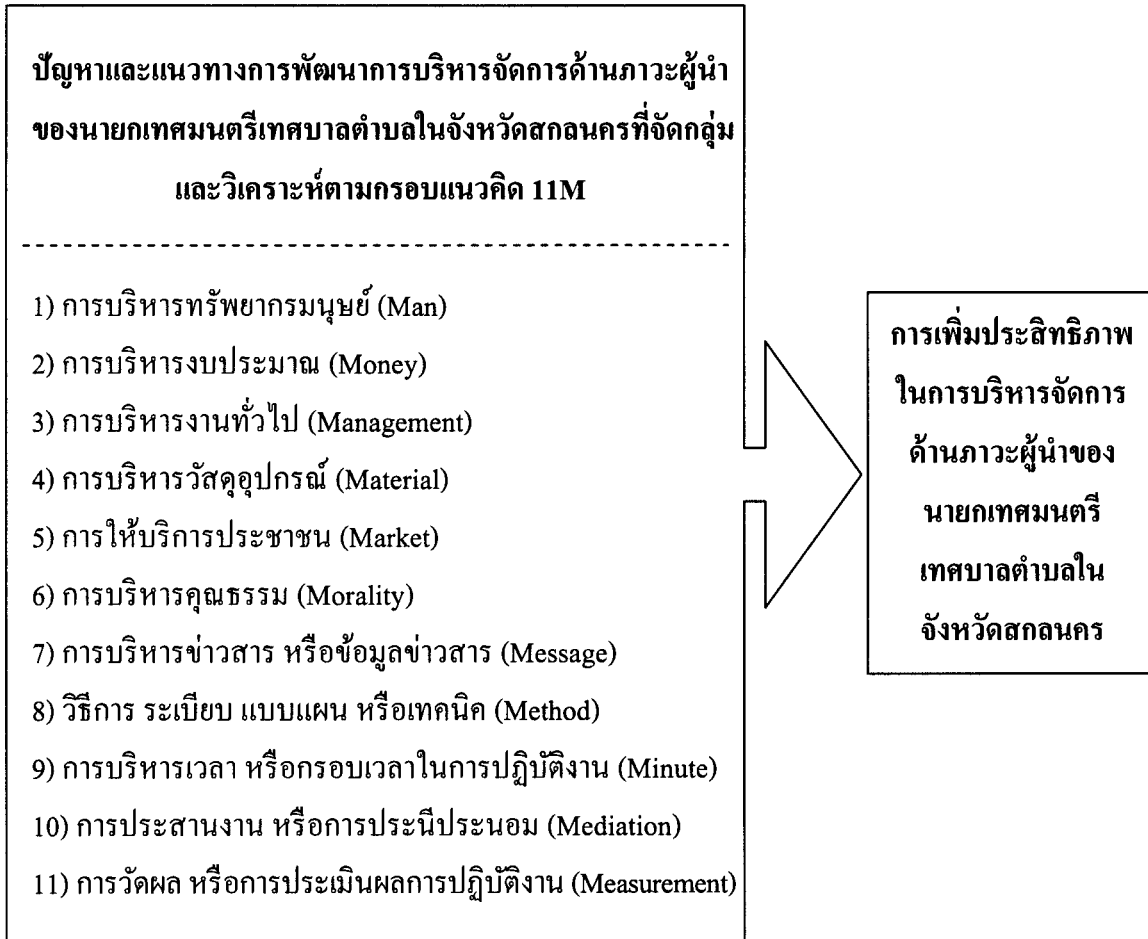 ปัญหาและแนวทางการพัฒนาการบริหารจัดการด้านภาวะผู้นำ
ของนายกเทศมนตรีเทศบาลตำบลในจังหวัดสกลนครที่จัดกลุ่ม
และวิเคราะห์ตามกรอบแนวคิด 11M
1) การบริหารทรัพยากรมนุษย์ (Man)
2) การบริหารงบประมาณ (Money)
3) การบริหารงานทั่วไป (Management)
4) การบริหารวัสดุอุปกรณ์ (Material)
5) การให้บริการประชาชน (Market)
6) การบริหารคุณธรรม (Morality)
7) การบริหารข่าวสาร หรือข้อมูลข่าวสาร (Message)
8) วิธีการ ระเบียบ แบบแผน หรือเทคนิค (Method)
9) การบริหารเวลา หรือกรอบเวลาในการปฏิบัติงาน (Minute)
10) การประสานงาน หรือการประนีประนอม (Mediation)
11) การวัดผล หรือการประเมินผลการปฏิบัติงาน (Measurement)
การเพิ่มประสิทธิภาพ
ในการบริหารจัดการ
ด้านภาวะผู้นำของ
นายกเทศมนตรี
เทศบาลตำบลใน
จังหวัดสกลนคร